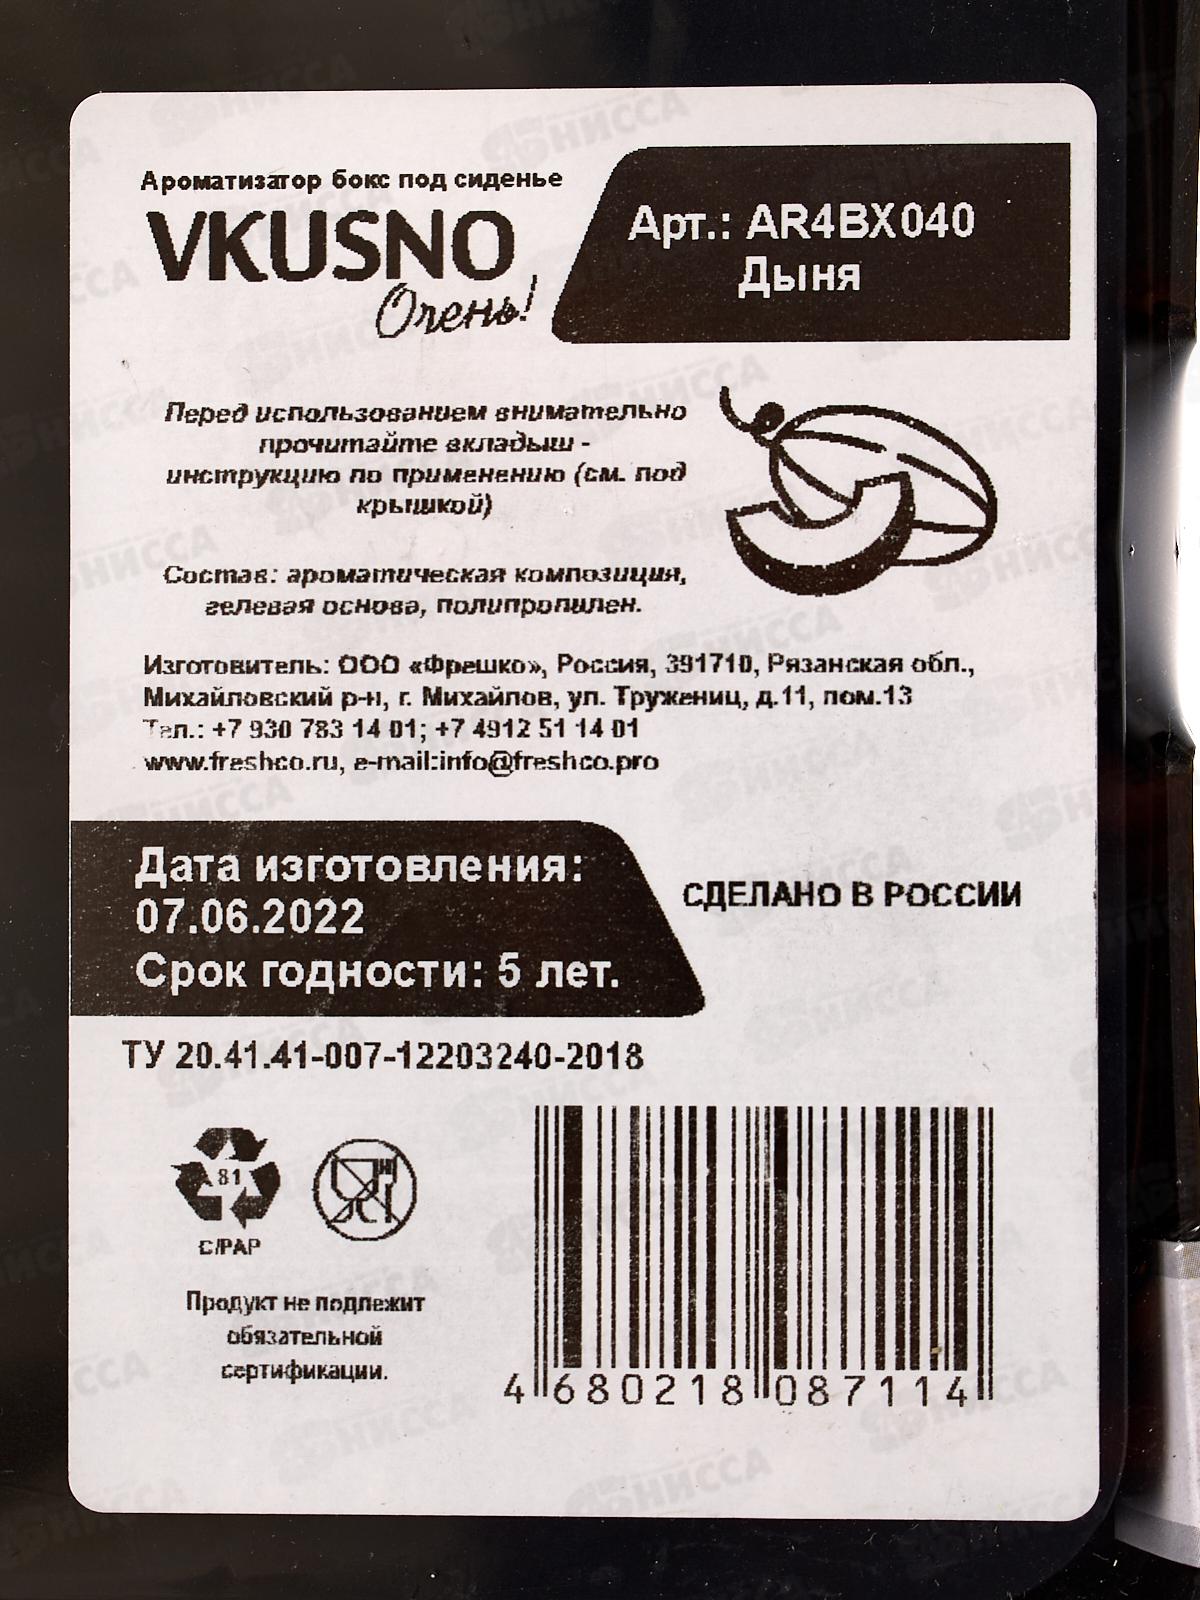 Ароматизатор бокс под сиденье
VKUSNO
Очень!
Арт.: AR4BX040
Дыня
Перед использованием внимательно
прочитайте вкладыш -
инструкцию по применению (см. под
крышкой)
Состав: ароматическая композиция,
гелевая основа, полипропилен.
Изготовитель: ООО «Фрешко», Россия, 391710, Рязанская обл.,
Михайловский р-н, г. Михайлов, ул. Тружениц, д.11, пом.13
Тел.: +7 930 783 14 01; +7 4912 51 14 01
www.freshco.ru, e-mail:info@freshco.pro
Дата изготовления:
07.06.2022
Срок годности: 5 лет.
СДЕЛАНО В РОССИИ
ТУ 20.41.41-007-12203240-2018
81
C/PAP
Продукт не подлежит
обязательной
сертификации.
4 680218 087114